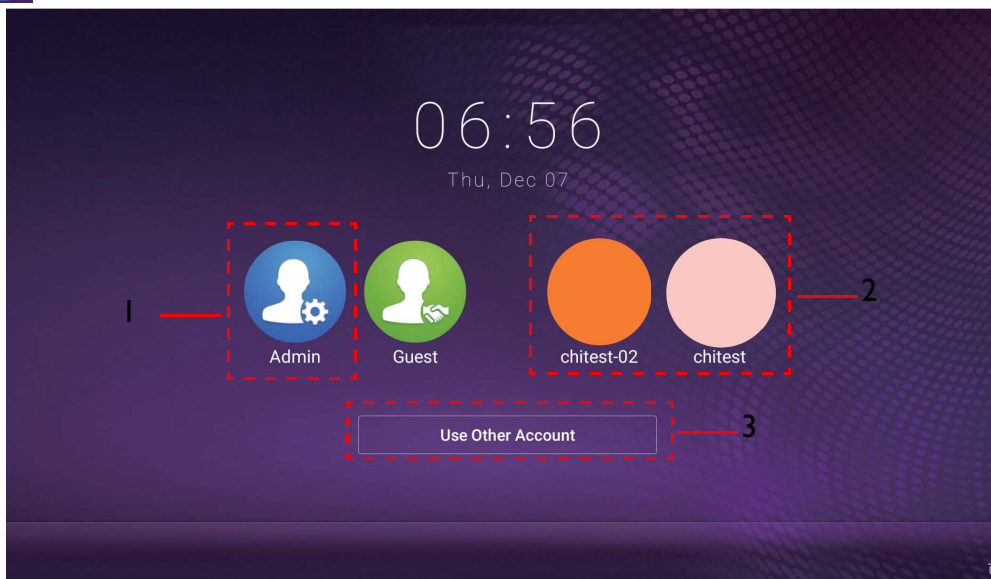 06:56
Thu, Dec 07
1
2
Admin
Guest
chitest-02
chitest
Use Other Account
3